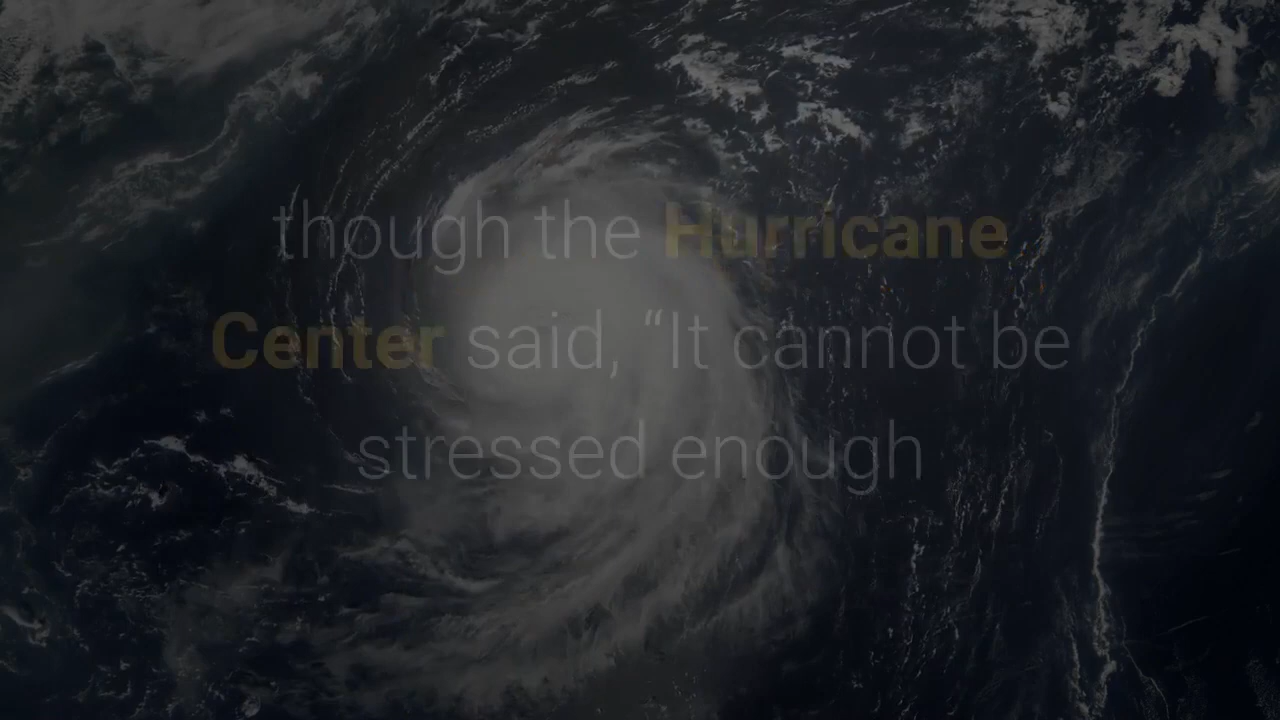 though the Hurricane
Center said, “It cannot be
stressed enough